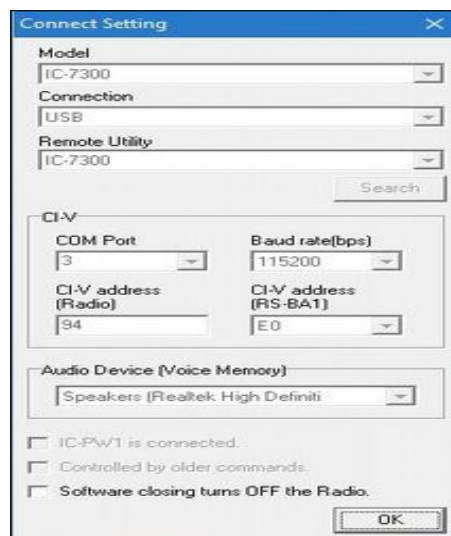 Connect Setting
Model
IC-7300
Connection
USB
Remote Utility
IC-7300
Search
CI-V
COM Port
Baud rate(bps)
3
115200
CI-V address
(Radio)
CI-V address
(RS-BA1)
94
E0
Audio Device (Voice Memory)
Speakers (Realtek High Definiti
IC-PW1 is connected.
Controlled by older commands.
Software closing turns OFF the Radio.
OK